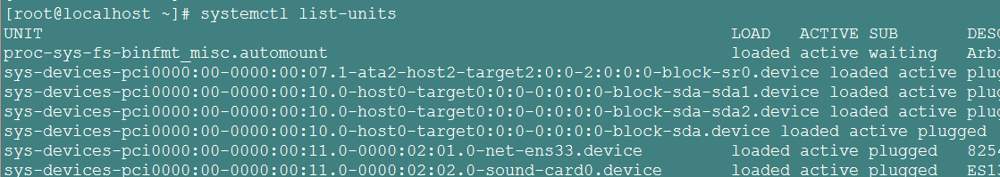 [root@localhost ~]# systemctl list-units
UNIT LOAD ACTIVE SUB DESC
proc-sys-fs-binfmt_misc.automount loaded active waiting Arbi
sys-devices-pci0000:00-0000:00:07.1-ata2-host2-target2:0:0-2:0:0:0-block-sr0.device loaded active plug
sys-devices-pci0000:00-0000:00:10.0-host0-target0:0:0-0:0:0:0-block-sda-sda1.device loaded active plug
sys-devices-pci0000:00-0000:00:10.0-host0-target0:0:0-0:0:0:0-block-sda-sda2.device loaded active plug
sys-devices-pci0000:00-0000:00:10.0-host0-target0:0:0-0:0:0:0-block-sda.device loaded active plugged
sys-devices-pci0000:00-0000:00:11.0-0000:02:01.0-net-ens33.device loaded active plugged 8254
sys-devices-pci0000:00-0000:00:11.0-0000:02:02.0-sound-card0.device loaded active plugged ES13